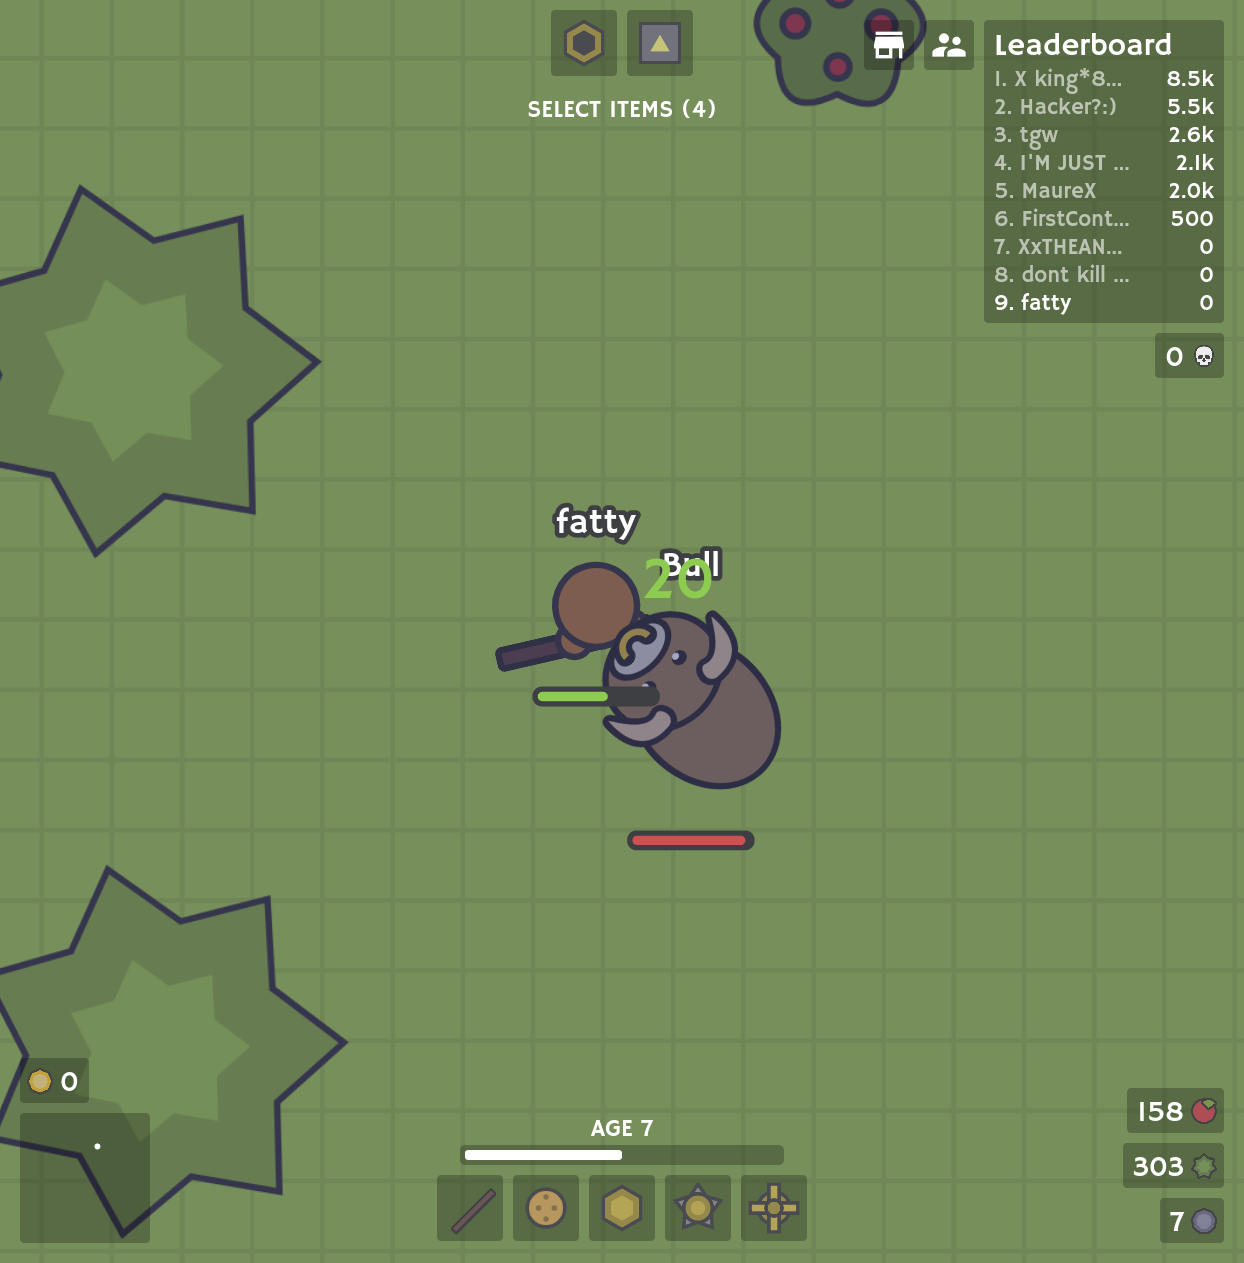 SELECT ITEMS (4)
Leaderboard
1. X king*8... 8.5k
2. Hacker?:) 5.5k
3. tgw 2.6k
4. I'M JUST ... 2.1k
5. MaureX 2.0k
6. FirstCont... 500
7. XxTHEAN... 0
8. dont kill ... 0
9. fatty 0
0
fatty
Bull
20
0
AGE 7
158
303
7